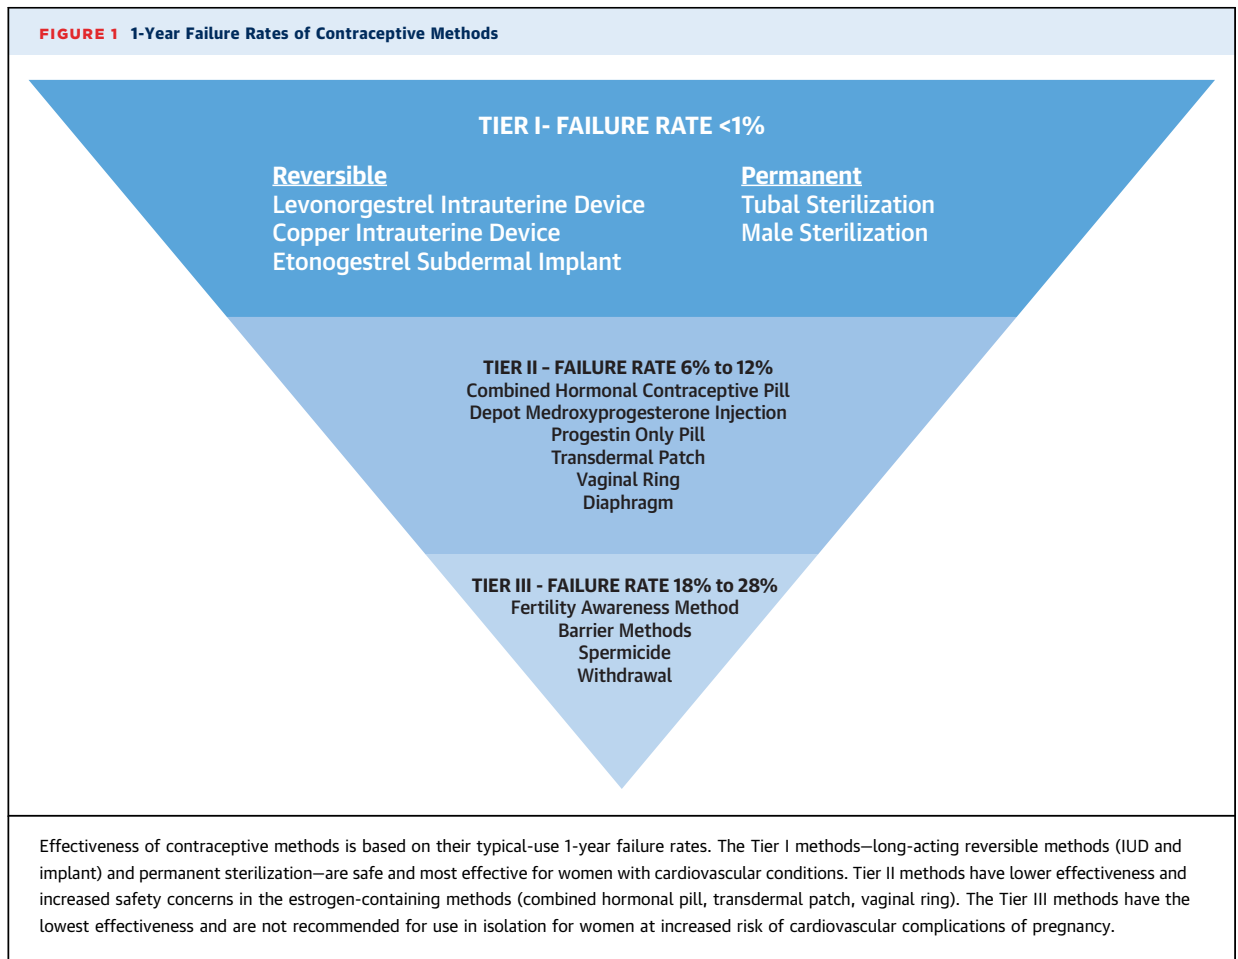 FIGURE 1 1-Year Failure Rates of Contraceptive Methods
TIER I- FAILURE RATE <1%
Reversible
Levonorgestrel Intrauterine Device
Copper Intrauterine Device
Etonogestrel Subdermal Implant
Permanent
Tubal Sterilization
Male Sterilization
TIER II – FAILURE RATE 6% to 12%
Combined Hormonal Contraceptive Pill
Depot Medroxyprogesterone Injection
Progestin Only Pill
Transdermal Patch
Vaginal Ring
Diaphragm
TIER III - FAILURE RATE 18% to 28%
Fertility Awareness Method
Barrier Methods
Spermicide
Withdrawal
Effectiveness of contraceptive methods is based on their typical-use 1-year failure rates. The Tier I methods—long-acting reversible methods (IUD and
implant) and permanent sterilization—are safe and most effective for women with cardiovascular conditions. Tier II methods have lower effectiveness and
increased safety concerns in the estrogen-containing methods (combined hormonal pill, transdermal patch, vaginal ring). The Tier III methods have the
lowest effectiveness and are not recommended for use in isolation for women at increased risk of cardiovascular complications of pregnancy.